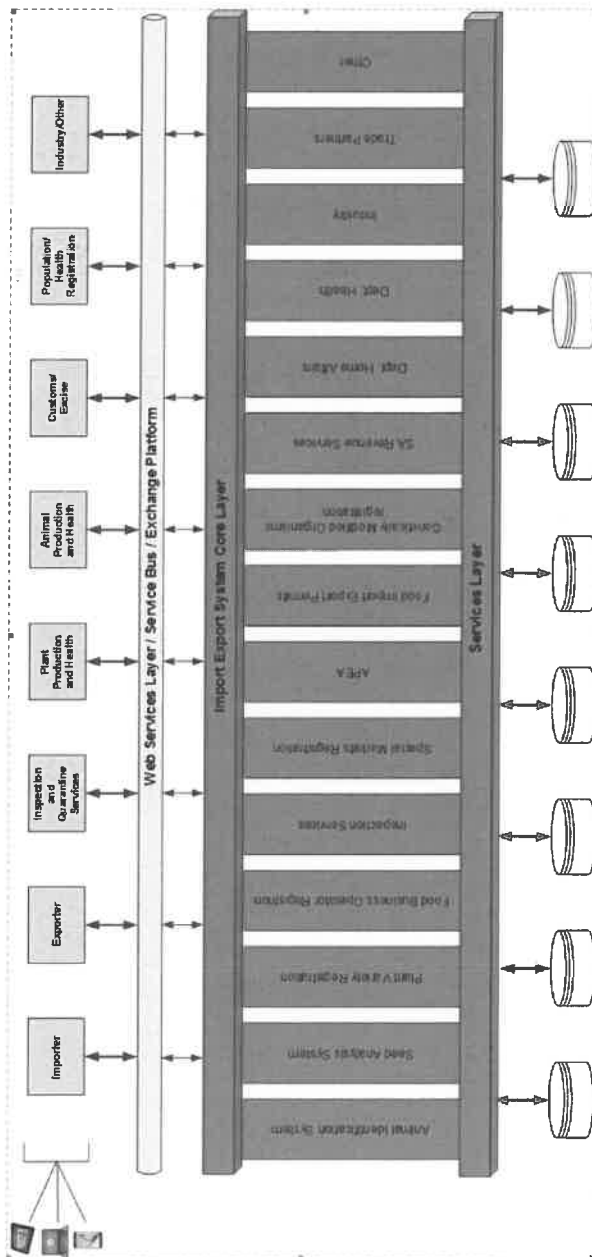 Importer
Exporter
Inspection
and
Quarantine
Services
Plant
Production
and Health
Animal
Production
and Health
Customs/
Excise
Population/
Health
Registration
Industry/Other
Web Services Layer / Service Bus / Exchange Platform
Import Export System Core Layer
Animal Identification System
Seed Analysis System
Plant Variety Registration
Food Business Operator Registrion
Inspection Services
Special Markets Registration
APEA
Food Import Export Permits
Genetically Modified Organisms
registration
SA Revenue Services
Dept. Home Affairs
Dept. Health
Industry
Trade Partners
Other
Services Layer